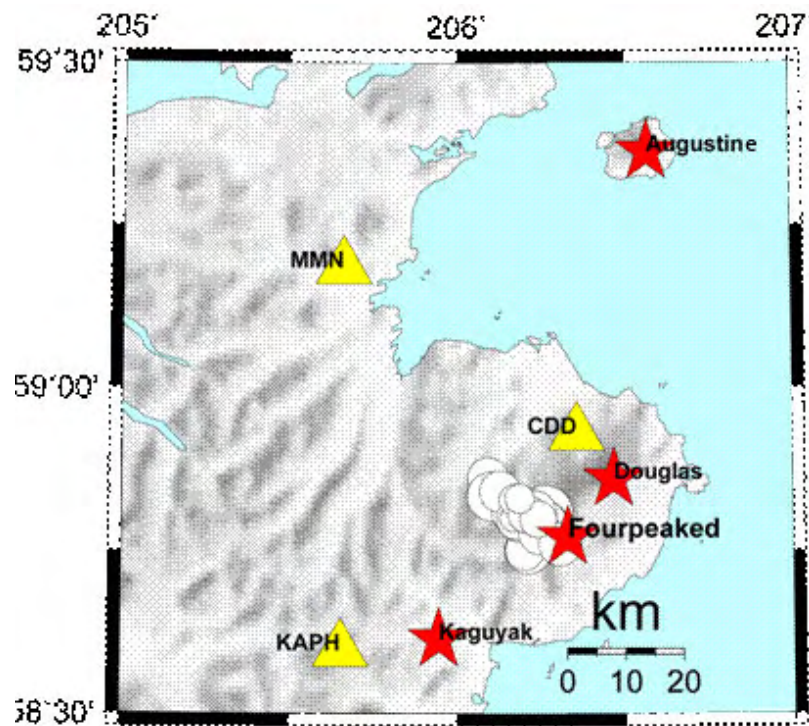 205° 206° 207°
59°30'
Augustine
MMN
59°00'
CDD
Douglas
Fourpeaked
km
KAPH
Kaguyak
0 10 20
58°30'